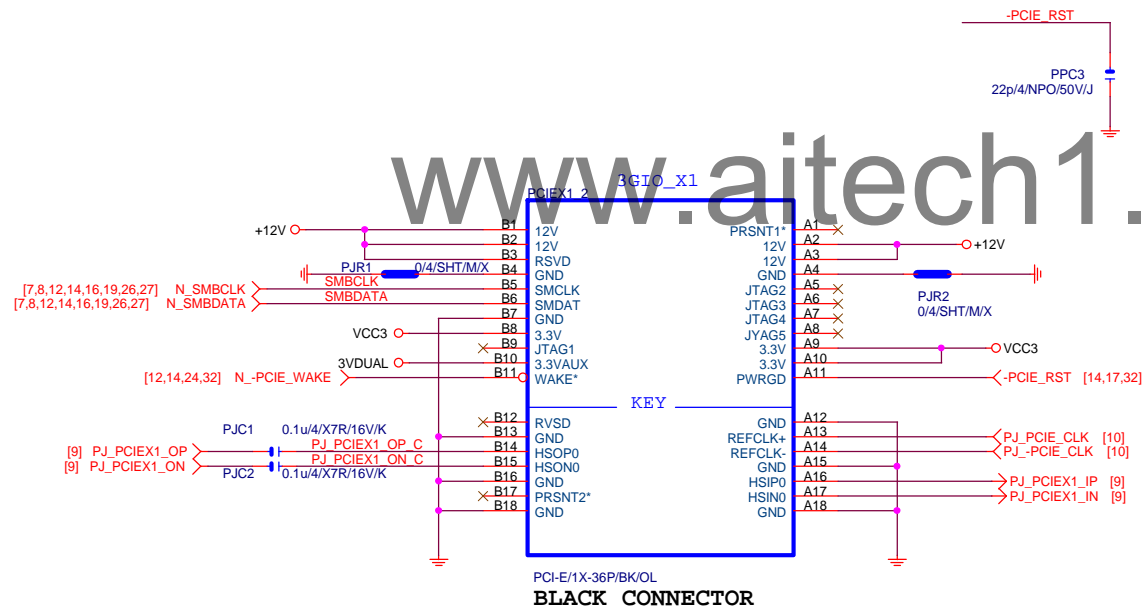 -PCIE_RST
PPC3
22p/4/NPO/50V/J
www.aitech1.
3GIO_X1
PCIEX1_2
+12V
B1 12V PRSNT1* A1
B2 12V 12V A2 +12V
B3 RSVD 12V A3
PJR1 0/4/SHT/M/X B4 GND GND A4
[7,8,12,14,16,19,26,27] N_SMBCLK SMBCLK B5 SMCLK JTAG2 A5
[7,8,12,14,16,19,26,27] N_SMBDATA SMBDATA B6 SMDAT JTAG3 A6
PJR2
0/4/SHT/M/X
B7 GND JTAG4 A7
VCC3 B8 3.3V JYAG5 A8
B9 JTAG1 3.3V A9 VCC3
3VDUAL B10 3.3VAUX 3.3V A10
[12,14,24,32] N_-PCIE_WAKE B11 WAKE* PWRGD A11 -PCIE_RST [14,17,32]
KEY
B12 RVSD GND A12
PJC1 0.1u/4/X7R/16V/K B13 GND REFCLK+ A13 PJ_PCIE_CLK [10]
[9] PJ_PCIEX1_OP PJ_PCIEX1_OP_C B14 HSOP0 REFCLK- A14 PJ_-PCIE_CLK [10]
[9] PJ_PCIEX1_ON PJ_PCIEX1_ON_C B15 HSON0 GND A15
PJC2 0.1u/4/X7R/16V/K B16 GND HSIP0 A16 PJ_PCIEX1_IP [9]
B17 PRSNT2* HSIN0 A17 PJ_PCIEX1_IN [9]
B18 GND GND A18
PCI-E/1X-36P/BK/OL
BLACK CONNECTOR